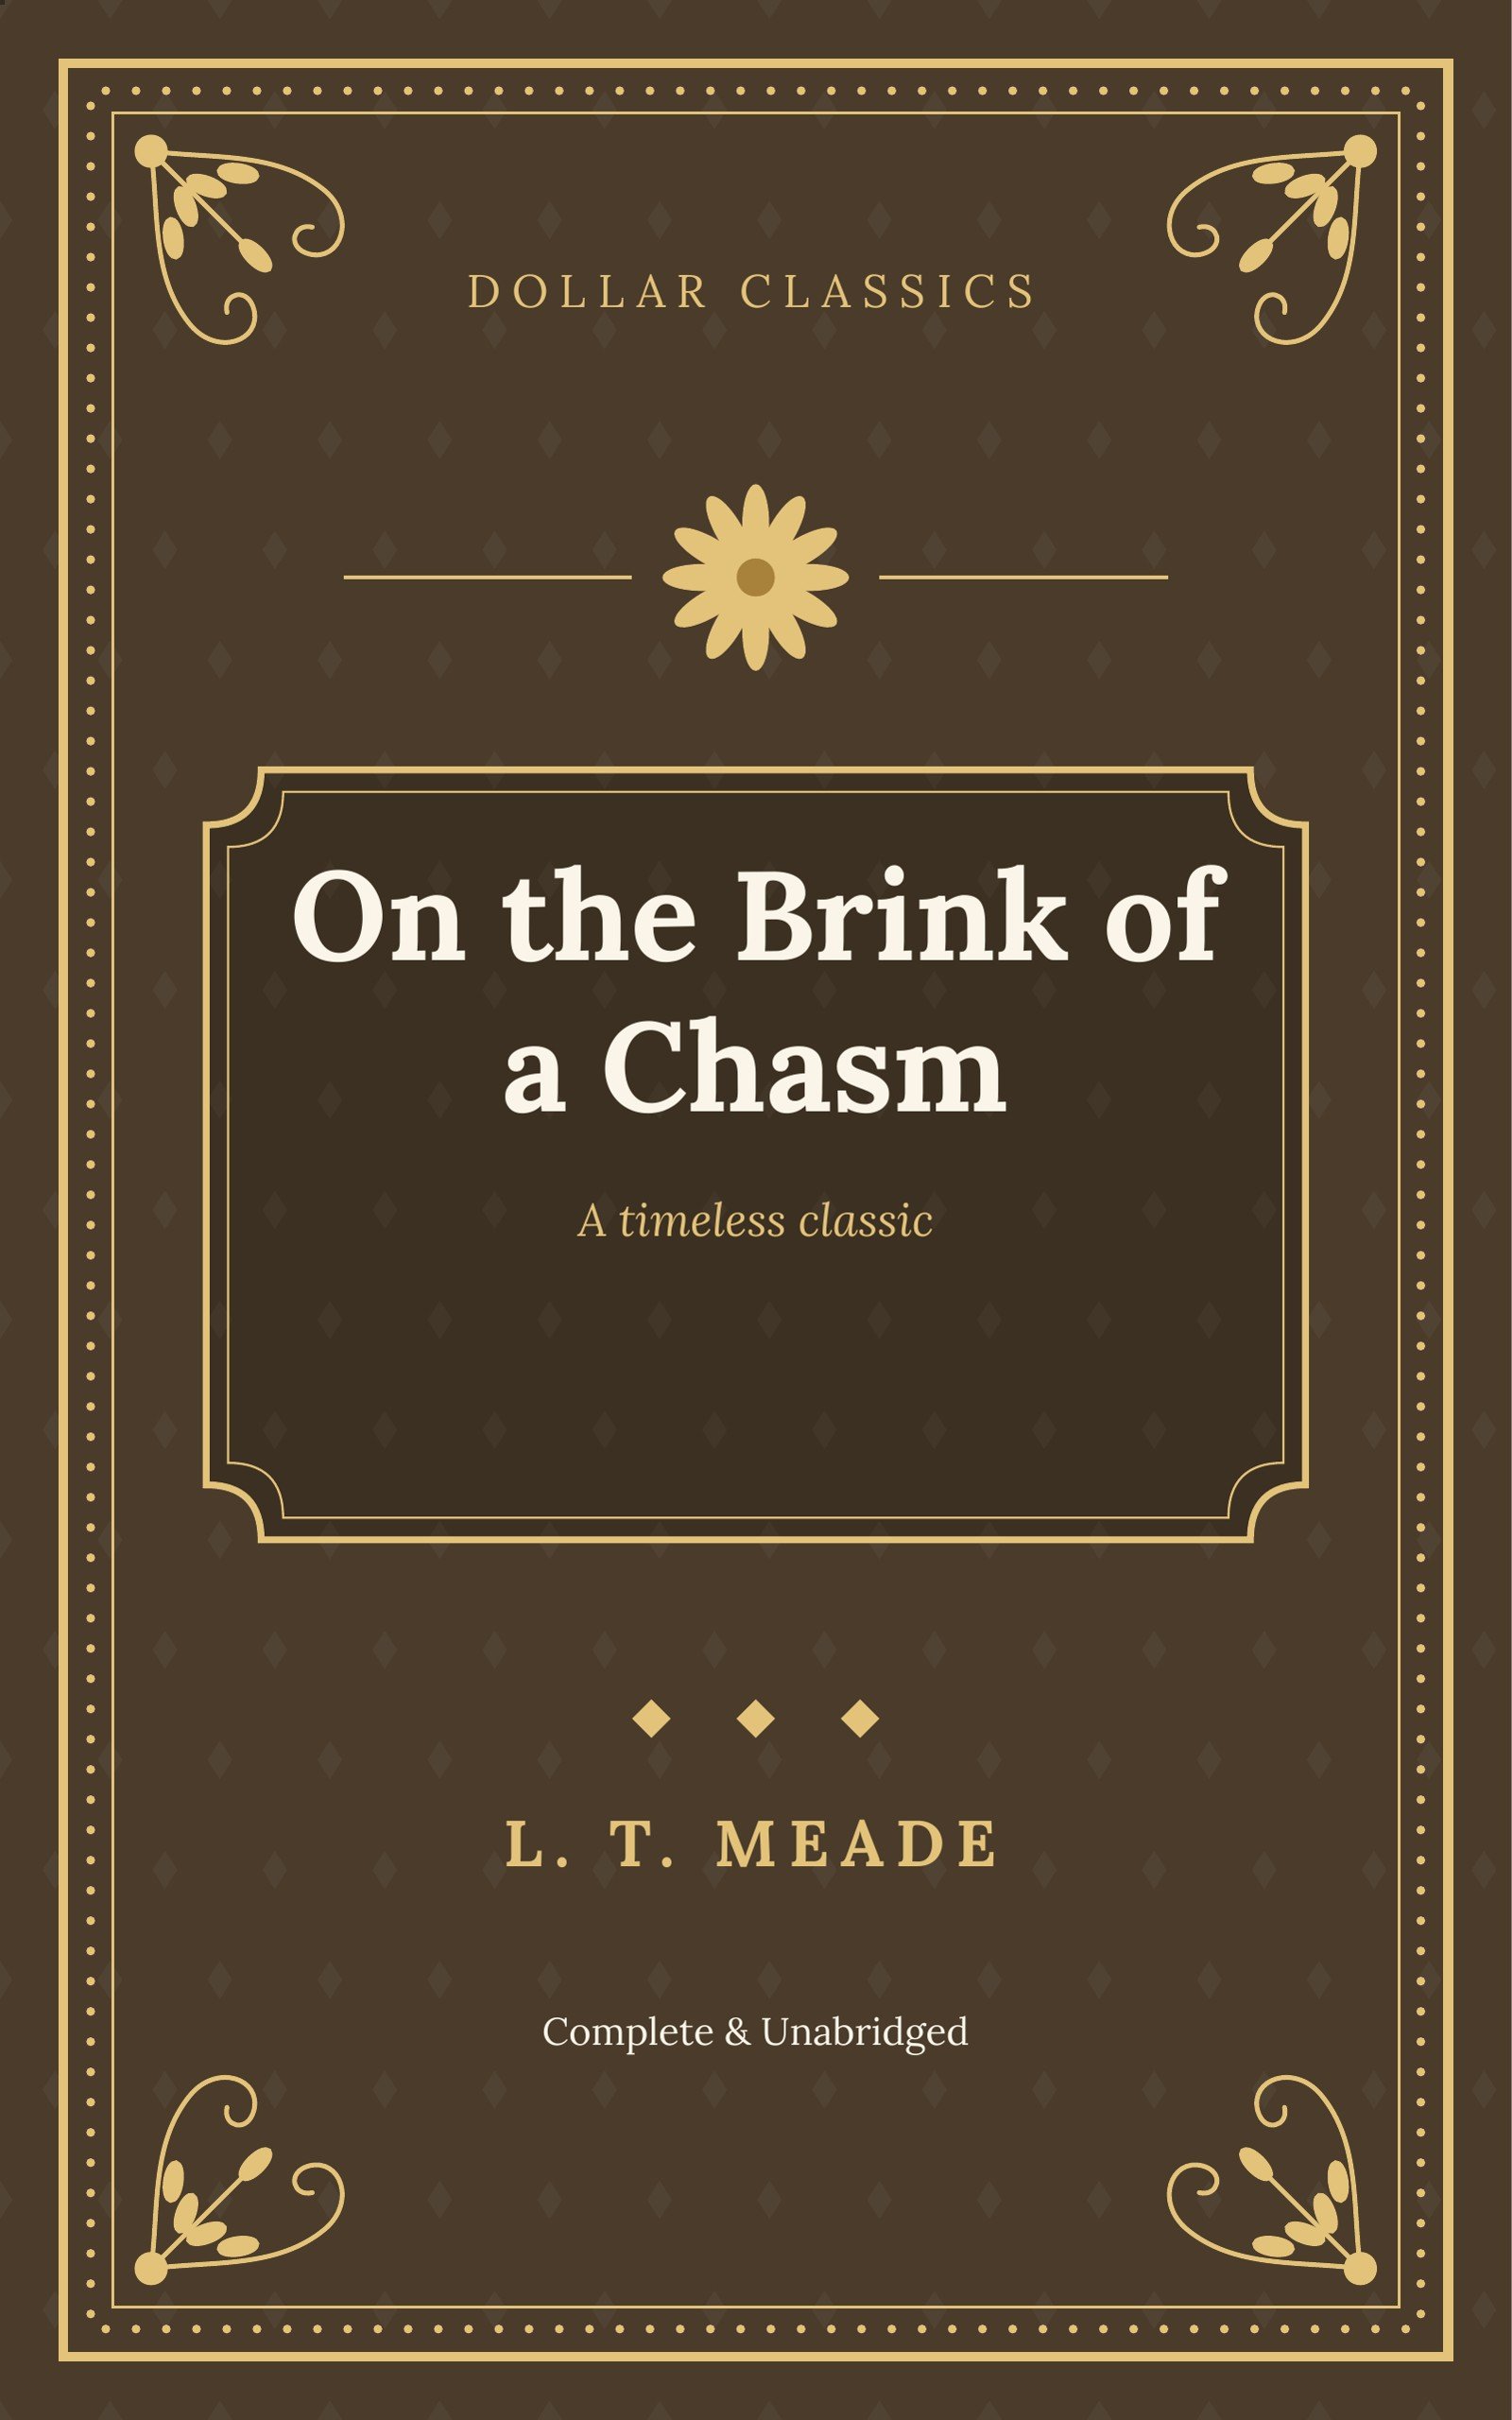 DOLLAR CLASSICS
On the Brink of
a Chasm
A timeless classic
L. T. MEADE
Complete & Unabridged